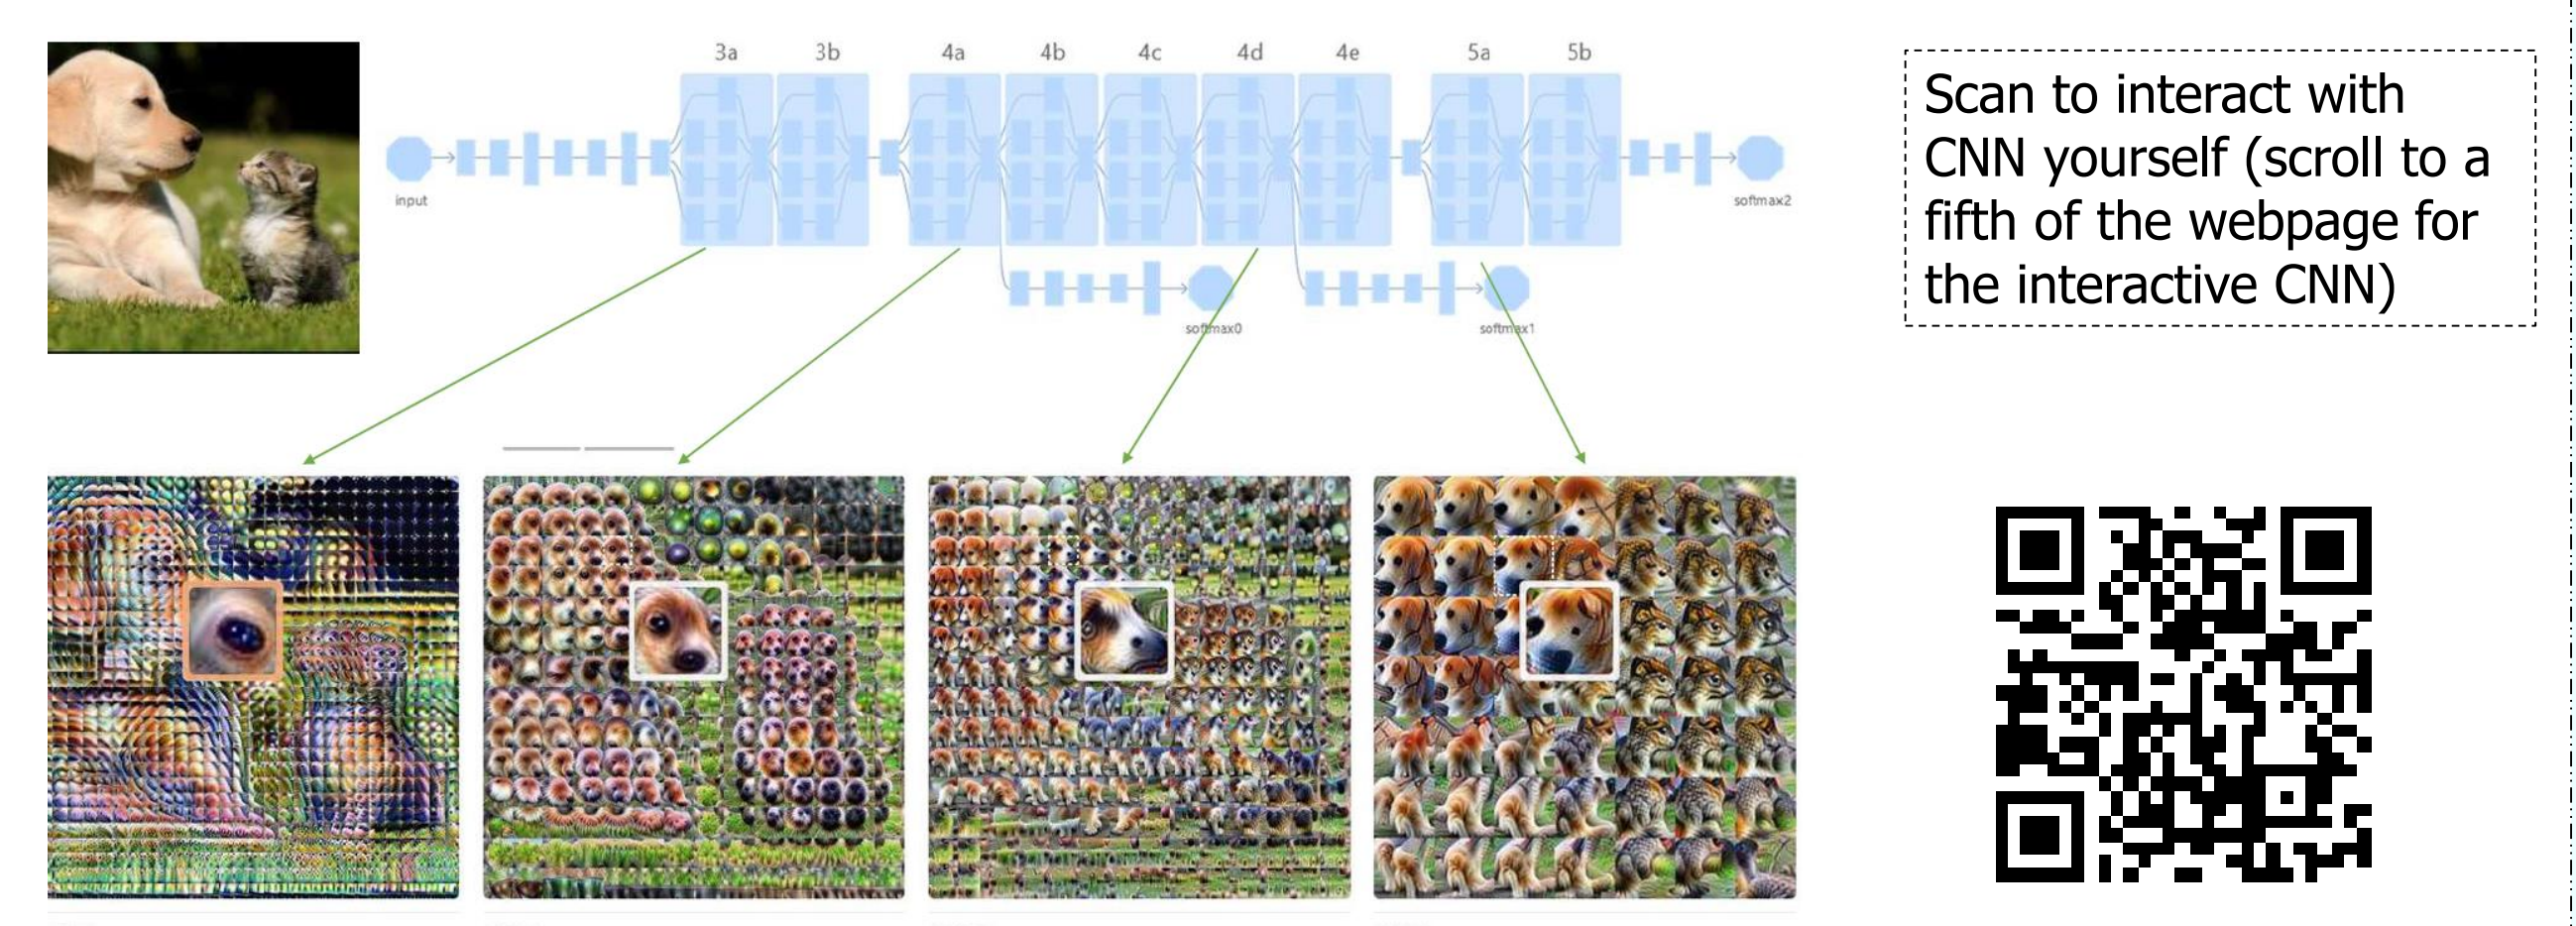 3a 3b 4a 4b 4c 4d 4e 5a 5b
input
softmax2
softmax0
softmax1
Scan to interact with
CNN yourself (scroll to a
fifth of the webpage for
the interactive CNN)